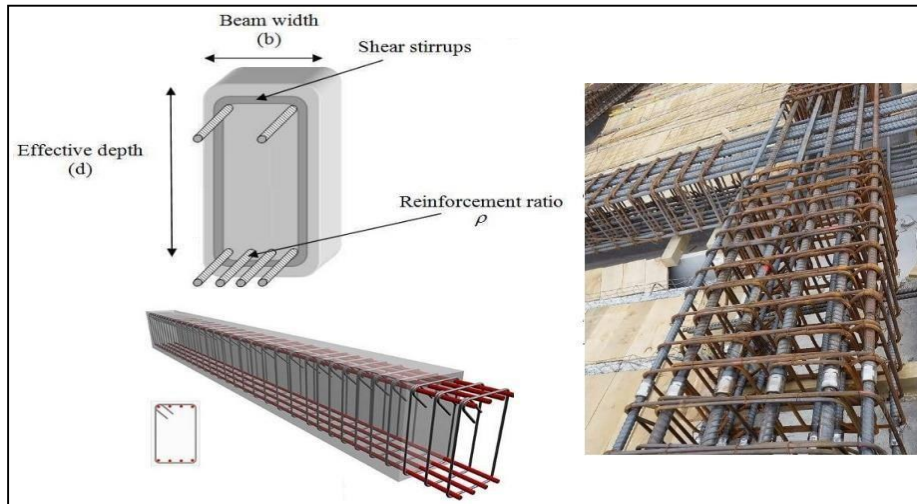 Beam width
(b)
Shear stirrups
Effective depth
(d)
Reinforcement ratio
ρ